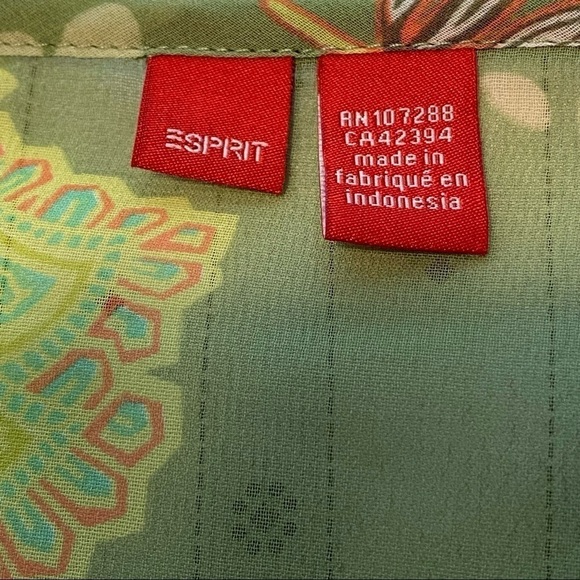 ESPRIT
RN107288
CA42394
made in
fabriqué en
indonesia